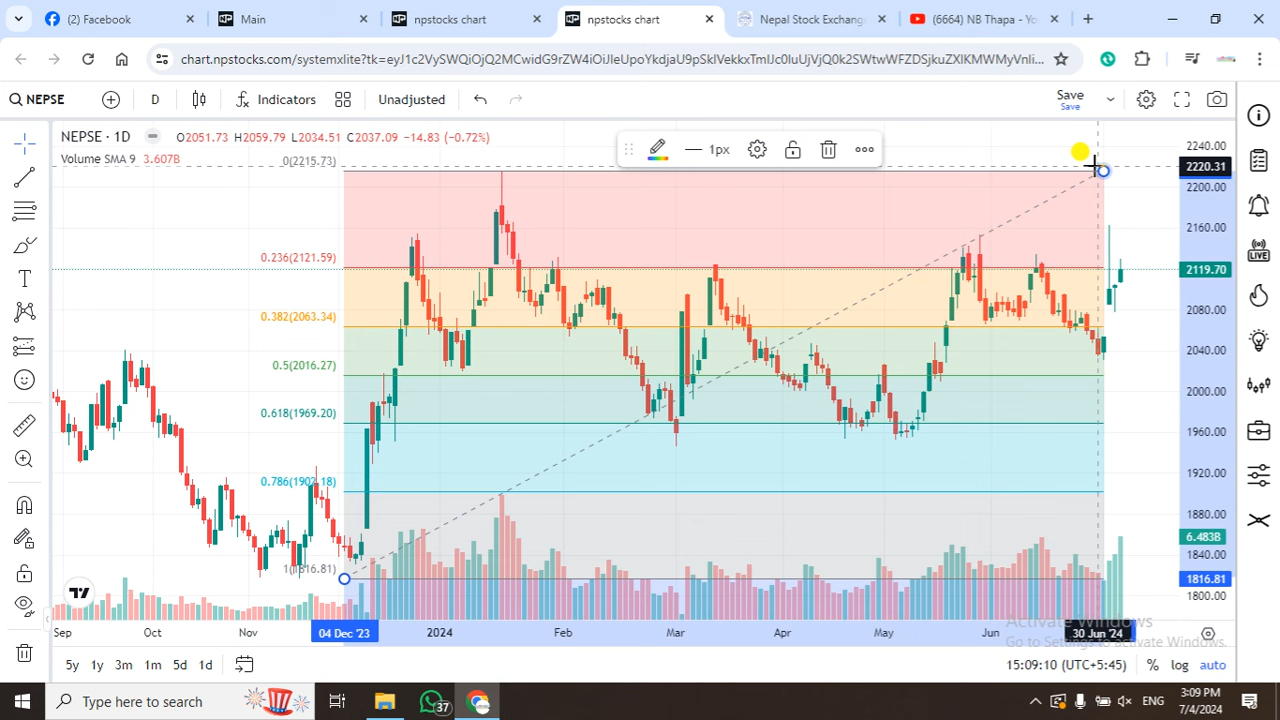 (2) Facebook
Main
npstocks chart
npstocks chart
Nepal Stock Exchang
(6664) NB Thapa - Yo
NEPSE
D
Indicators
Unadjusted
Save
Save
NEPSE · 1D
O2051.73 H2059.79 L2034.51 C2037.09 −14.83 (−0.72%)
Volume SMA 9 3.607B
1px
0(2215.73)
0.236(2121.59)
0.382(2063.34)
0.5(2016.27)
0.618(1969.20)
0.786(1902.18)
1(1816.81)
2240.00
2220.31
2200.00
2160.00
2119.70
2080.00
2040.00
2000.00
1960.00
1920.00
1880.00
6.483B
1840.00
1816.81
1800.00
LIVE
Sep
Oct
Nov
04 Dec '23
2024
Feb
Mar
Apr
May
Jun
30 Jun '24
Activate Windows
Go to Settings to activate Windows.
5y 1y 3m 1m 5d 1d
15:09:10 (UTC+5:45)
%
log
auto
Type here to search
37
ENG
3:09 PM
7/4/2024